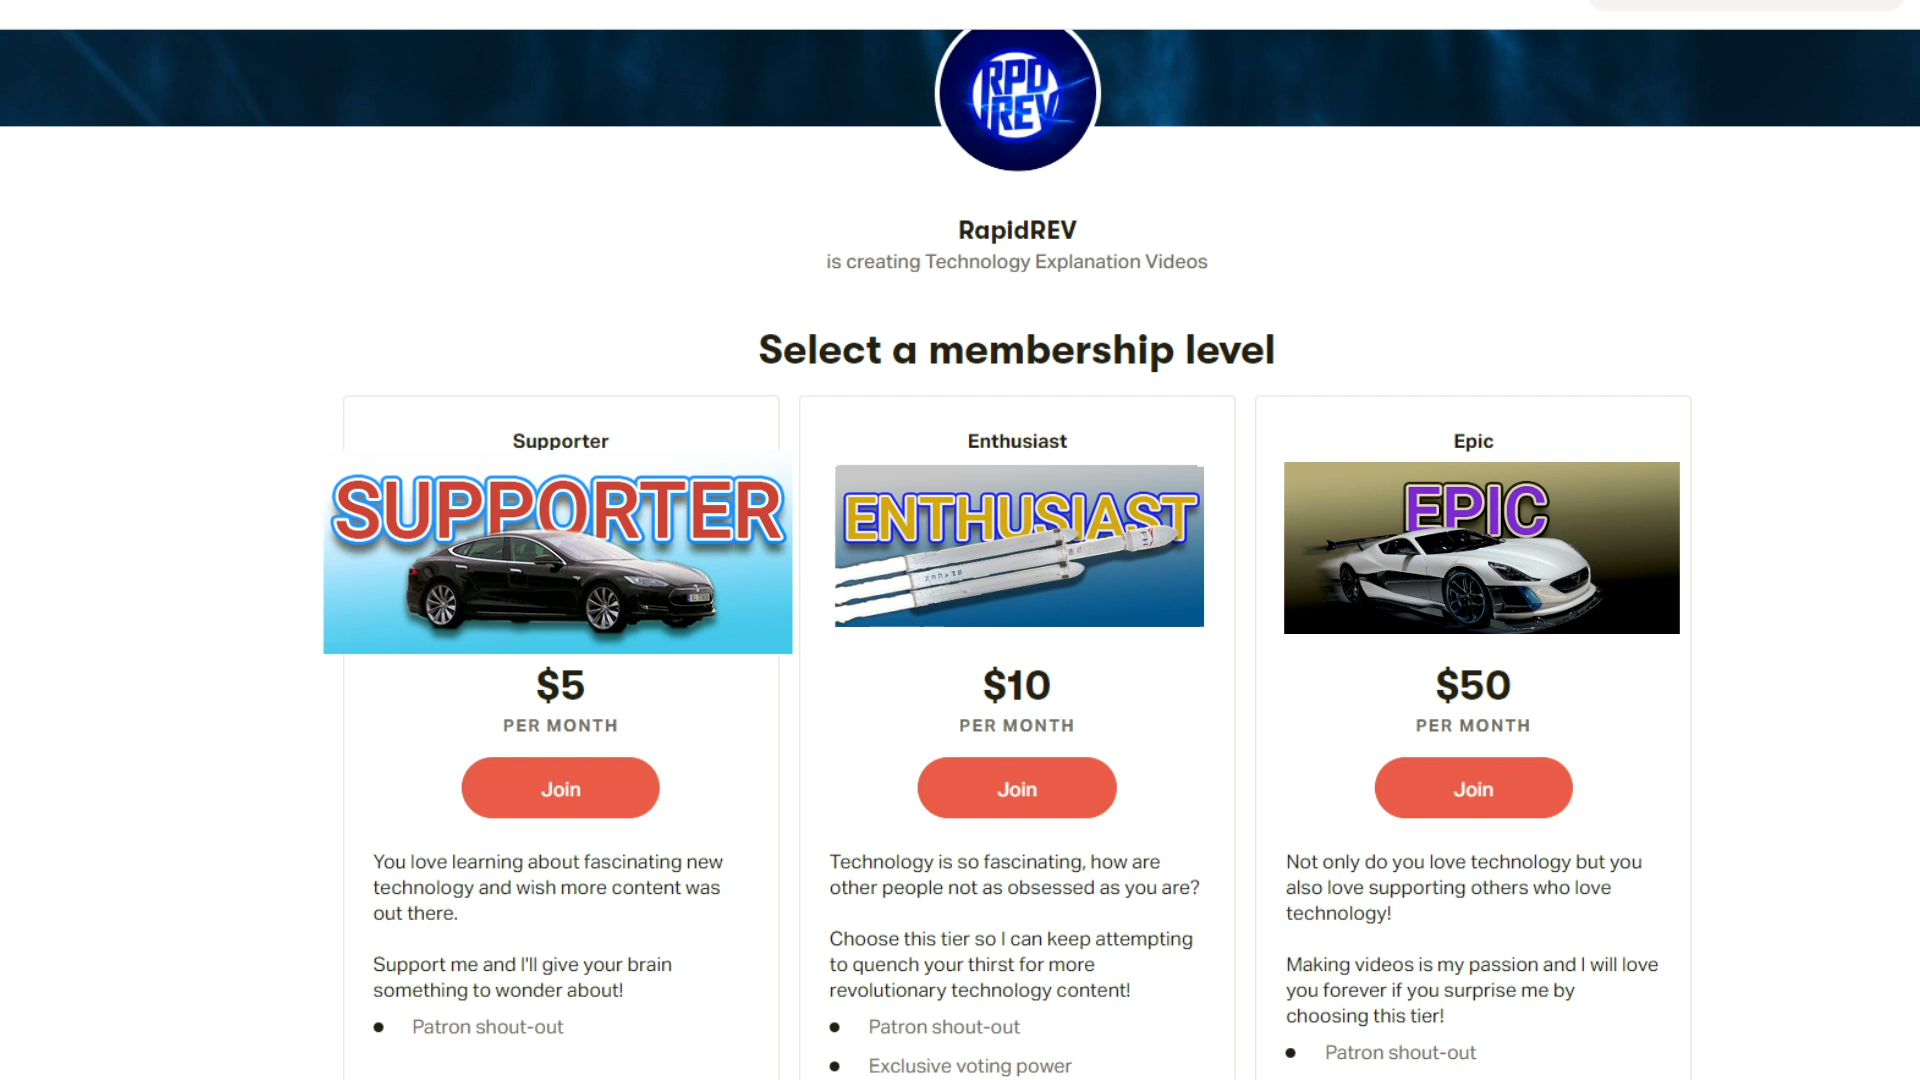 RPD
REV
RapidREV
is creating Technology Explanation Videos
Select a membership level
Supporter
SUPPORTER
$5
PER MONTH
Join
You love learning about fascinating new
technology and wish more content was
out there.
Support me and I'll give your brain
something to wonder about!
Patron shout-out
Enthusiast
ENTHUSIAST
$10
PER MONTH
Join
Technology is so fascinating, how are
other people not as obsessed as you are?
Choose this tier so I can keep attempting
to quench your thirst for more
revolutionary technology content!
Patron shout-out
Exclusive voting power
Epic
EPIC
$50
PER MONTH
Join
Not only do you love technology but you
also love supporting others who love
technology!
Making videos is my passion and I will love
you forever if you surprise me by
choosing this tier!
Patron shout-out